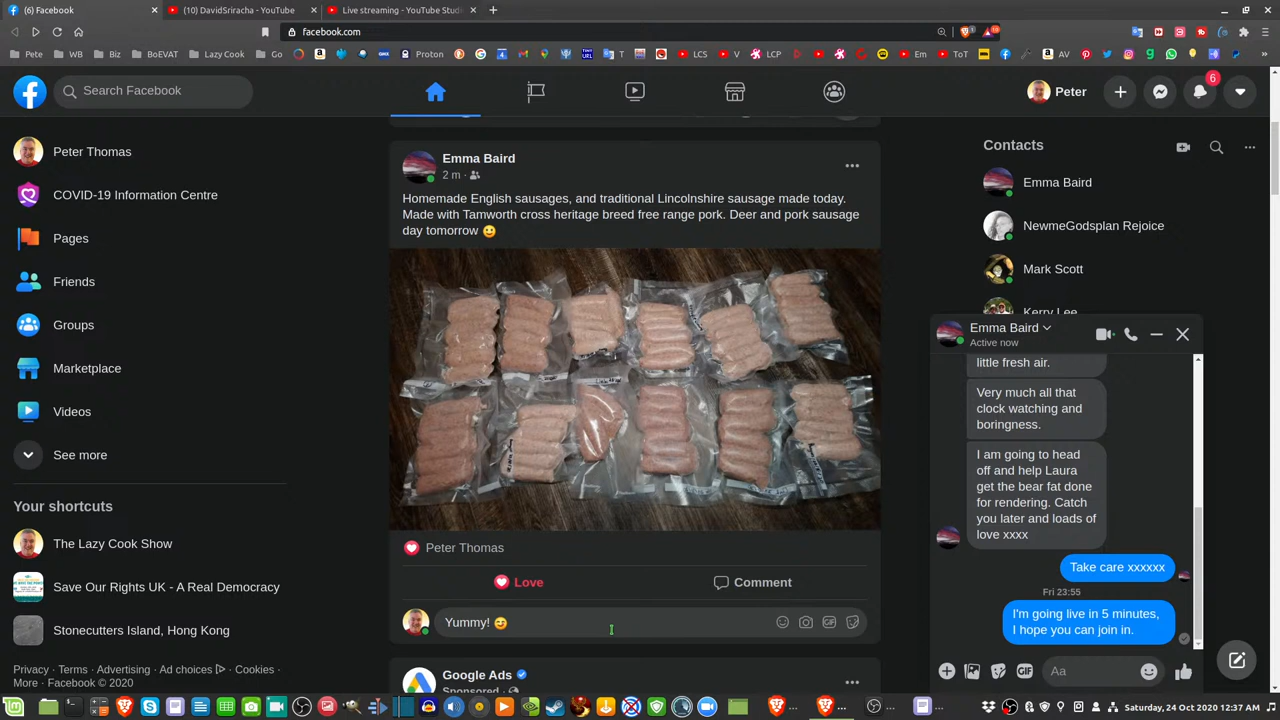 (6) Facebook
(10) DavidSriracha - YouTube
Live streaming - YouTube Stud
facebook.com
Pete
WB
Biz
BoEVAT
Lazy Cook
Go
GMX
Proton
T
LCS
V
LCP
Em
ToT
AV
Search Facebook
Peter
6
Peter Thomas
COVID-19 Information Centre
Pages
Friends
Groups
Marketplace
Videos
See more
Your shortcuts
The Lazy Cook Show
Save Our Rights UK - A Real Democracy
Stonecutters Island, Hong Kong
Privacy · Terms · Advertising · Ad choices · Cookies ·
More · Facebook © 2020
Emma Baird
2 m ·
Homemade English sausages, and traditional Lincolnshire sausage made today.
Made with Tamworth cross heritage breed free range pork. Deer and pork sausage
day tomorrow 😀
Peter Thomas
Love
Comment
Yummy! 😋
GIF
Google Ads
Sponsored ·
Contacts
Emma Baird
NewmeGodsplan Rejoice
Mark Scott
Kerry Lee
Emma Baird
Active now
little fresh air.
Very much all that
clock watching and
boringness.
I am going to head
off and help Laura
get the bear fat done
for rendering. Catch
you later and loads of
love xxxx
Take care xxxxxx
Fri 23:55
I'm going live in 5 minutes,
I hope you can join in.
GIF
Aa
Saturday, 24 Oct 2020 12:37 AM